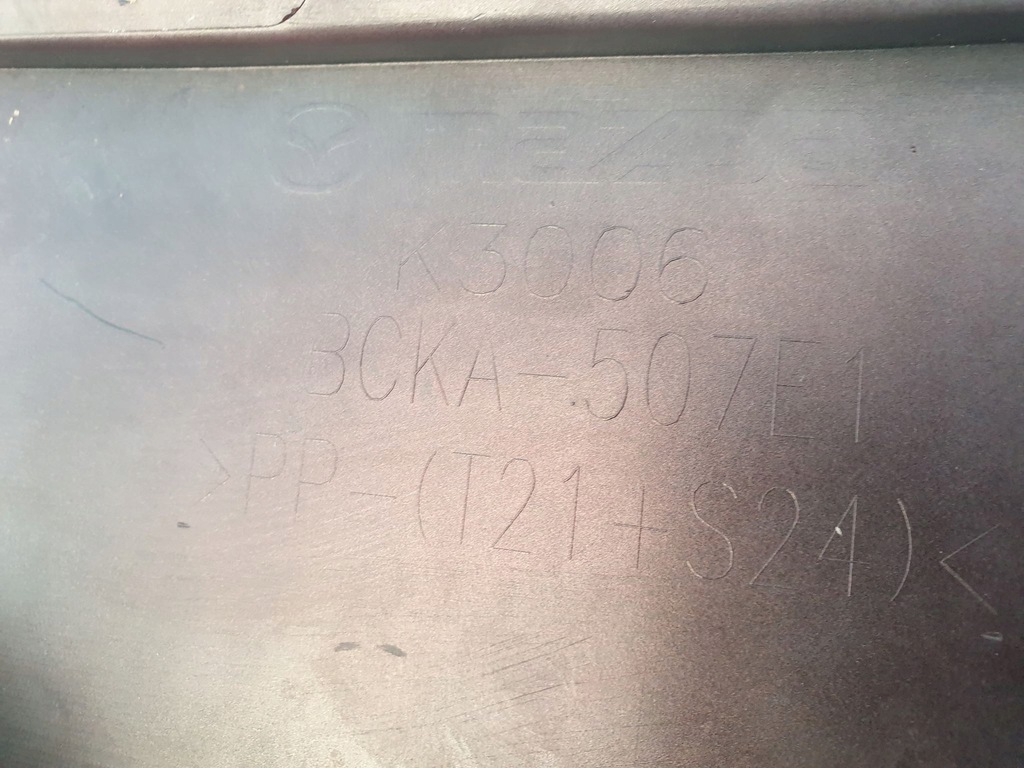 K3006
BCKA-507E1
>PP-(T21+S24)<